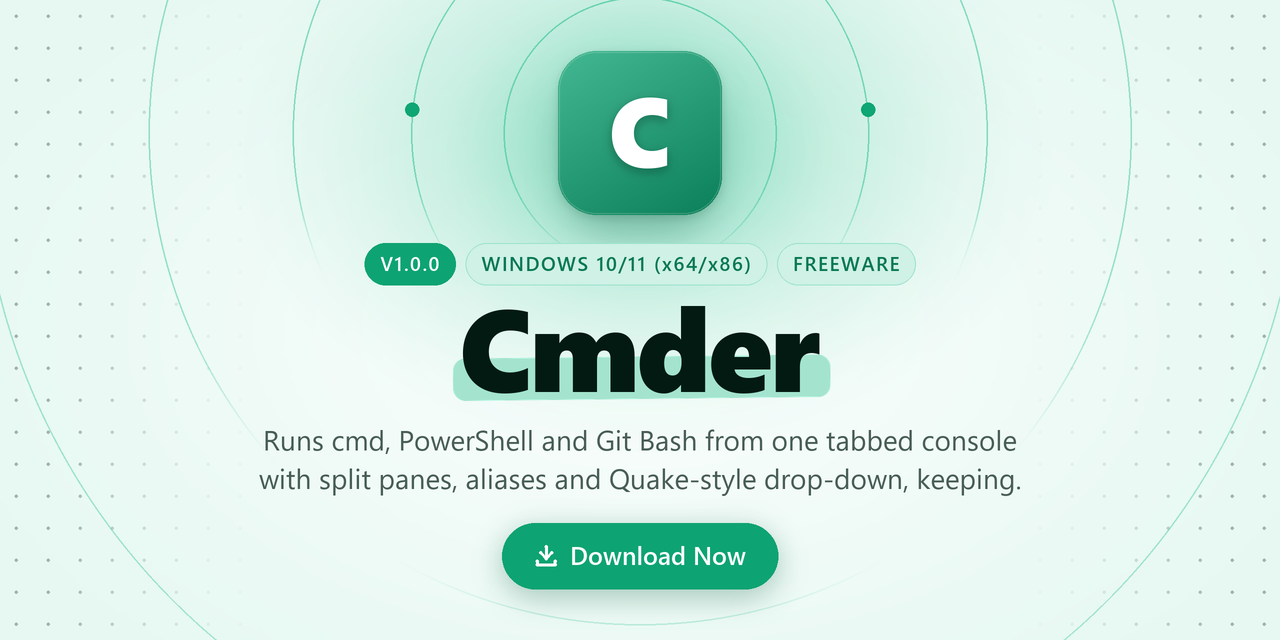 C
V1.0.0 WINDOWS 10/11 (x64/x86) FREEWARE
Cmder
Runs cmd, PowerShell and Git Bash from one tabbed console
with split panes, aliases and Quake-style drop-down, keeping.
Download Now